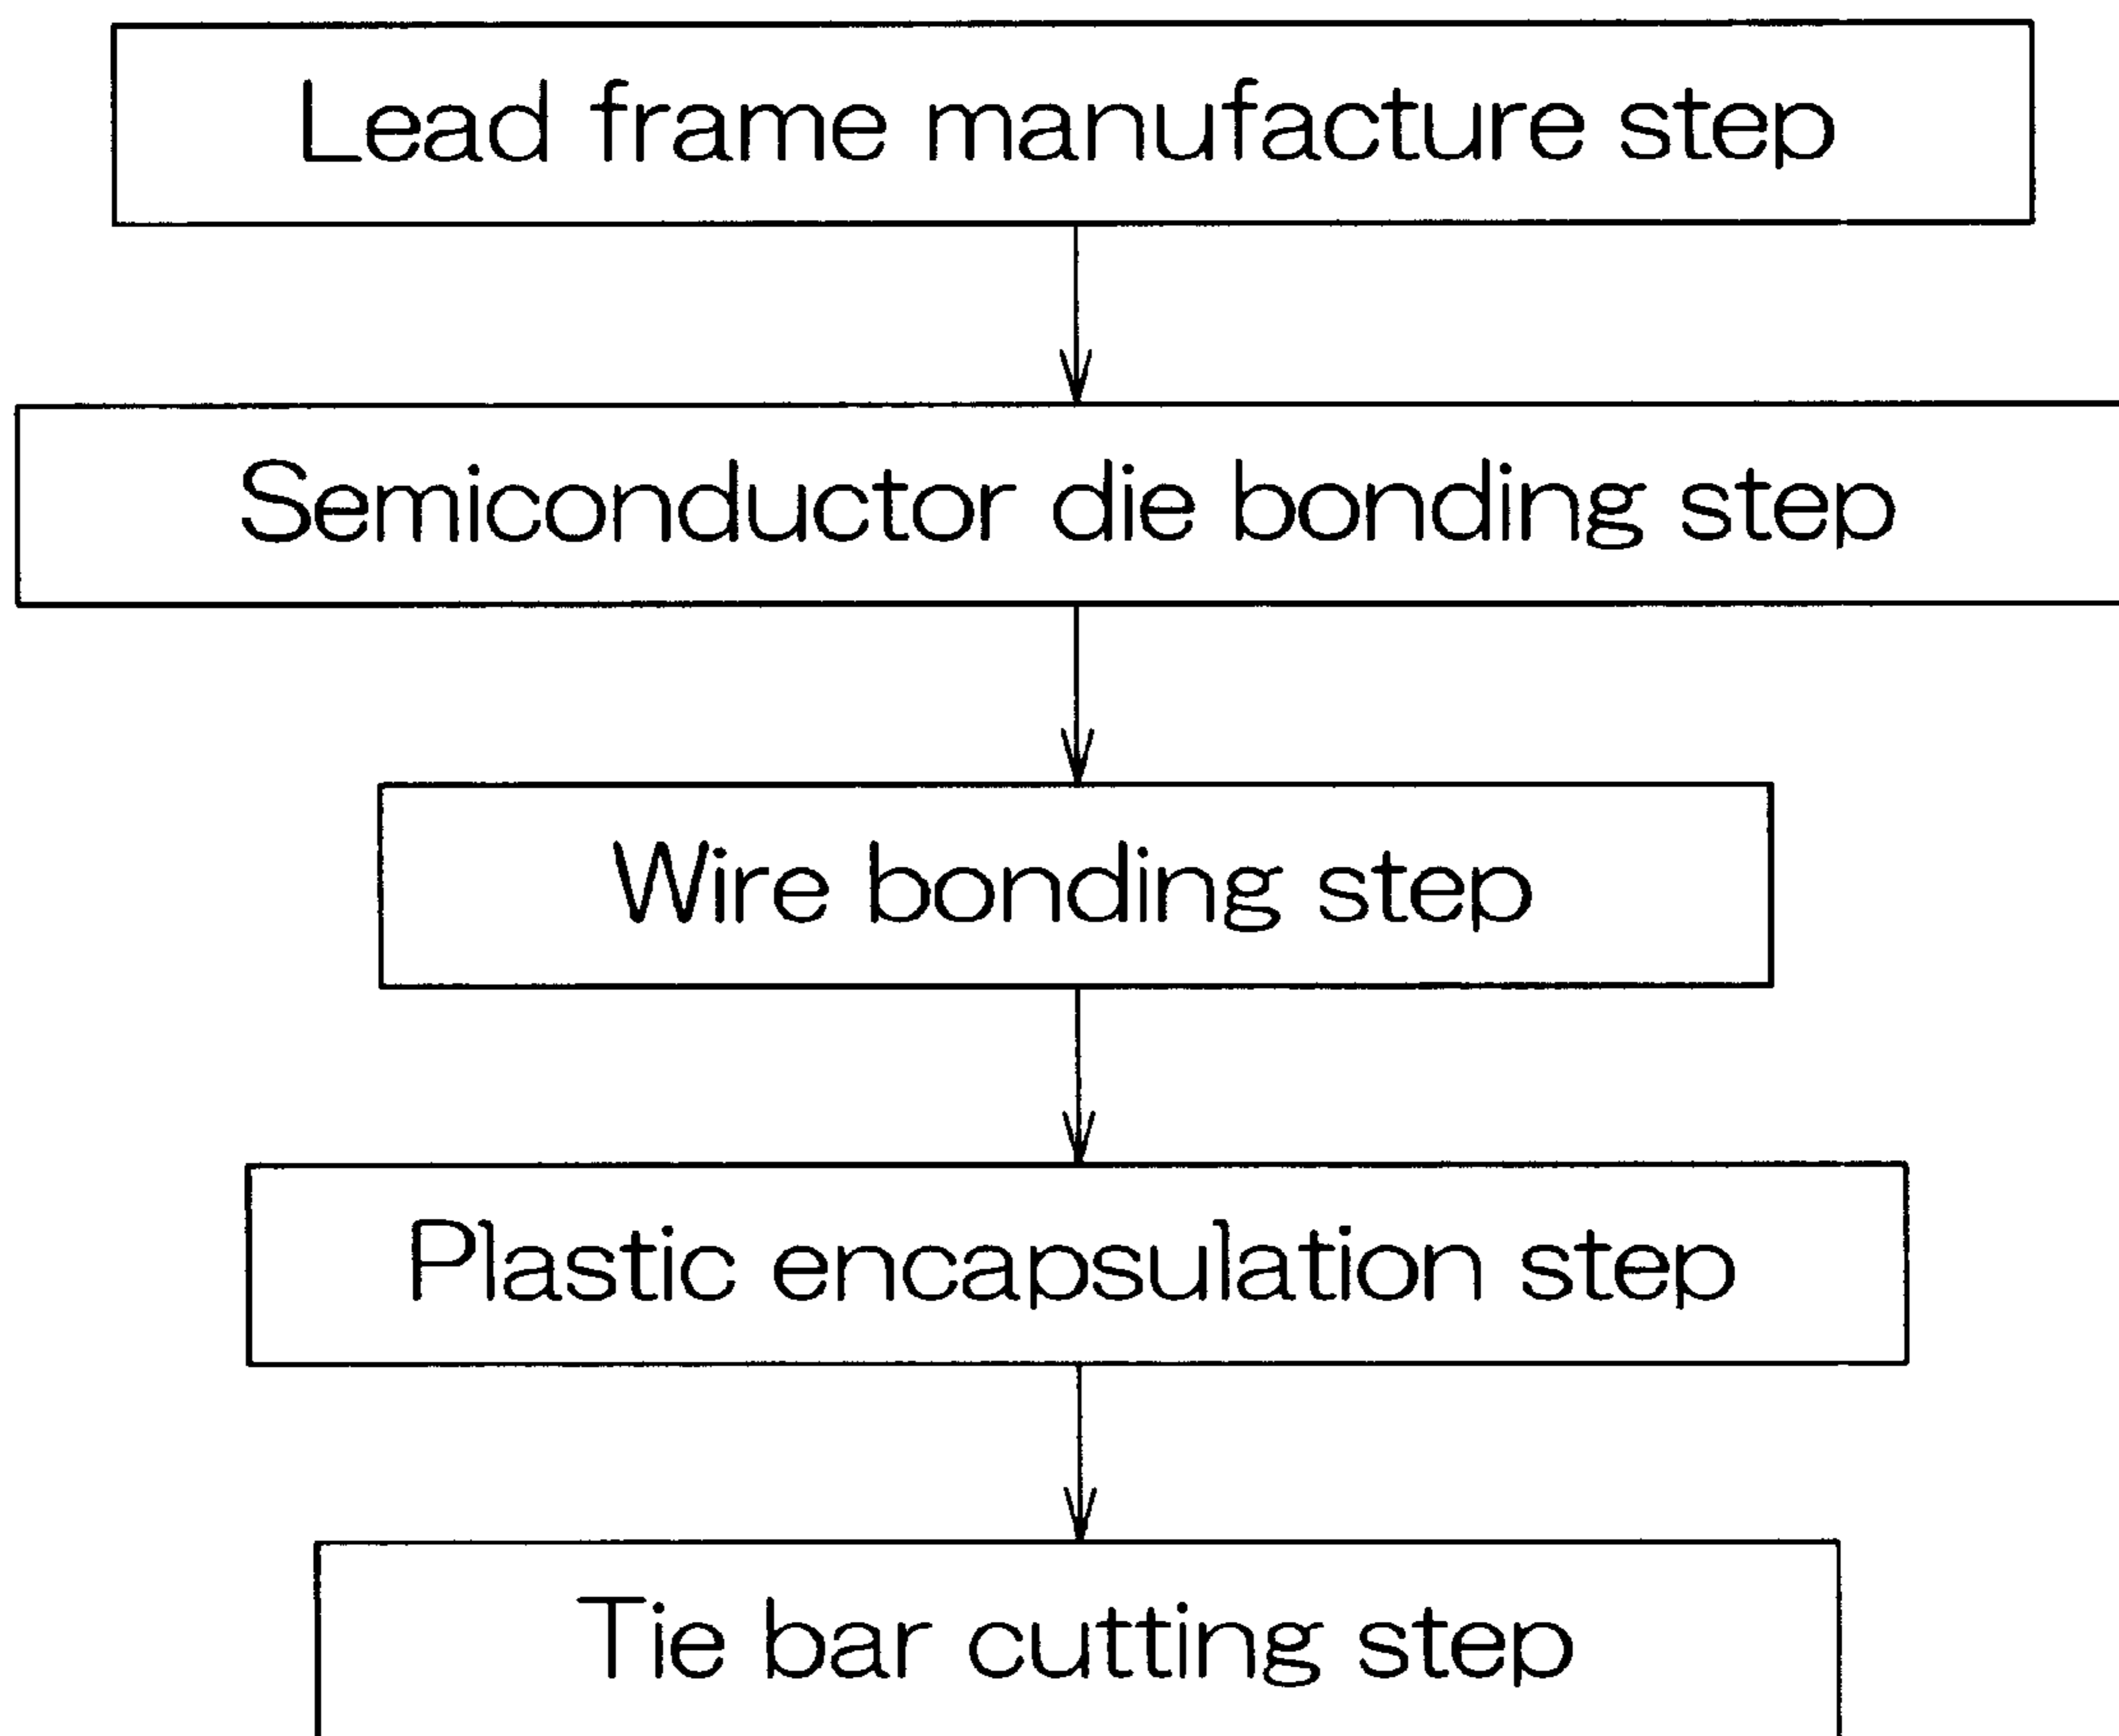 Lead frame manufacture step
Semiconductor die bonding step
Wire bonding step
Plastic encapsulation step
Tie bar cutting step